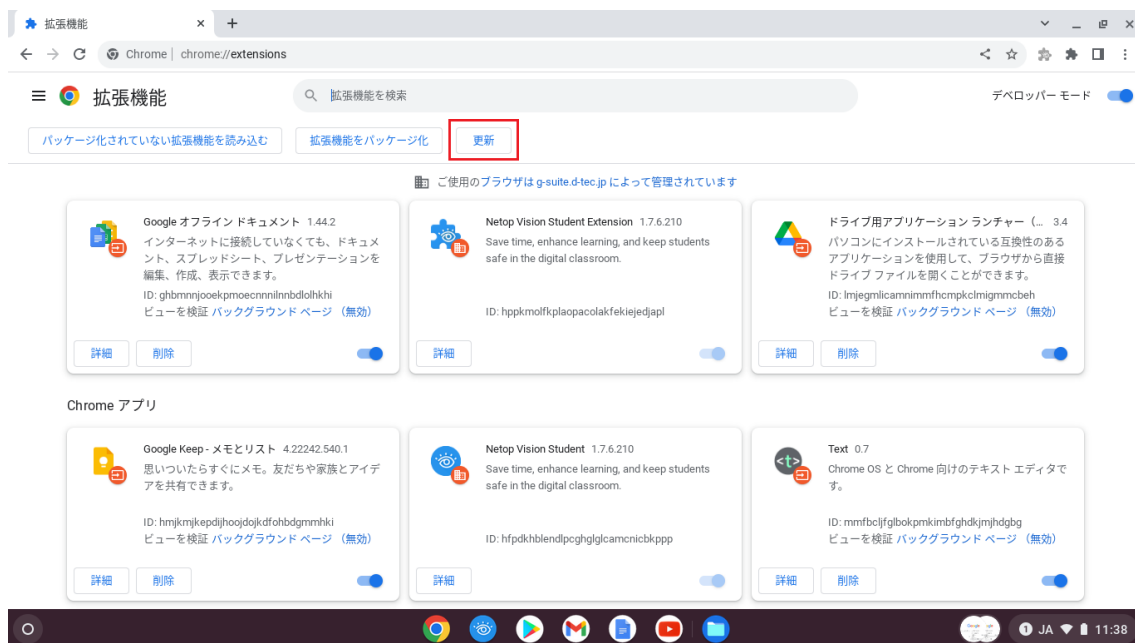 拡張機能
Chrome | chrome://extensions
拡張機能
拡張機能を検索
デベロッパー モード
パッケージ化されていない拡張機能を読み込む
拡張機能をパッケージ化
更新
ご使用のブラウザは g-suite.d-tec.jp によって管理されています
Google オフライン ドキュメント 1.44.2
インターネットに接続していなくても、ドキュメ
ント、スプレッドシート、プレゼンテーションを
編集、作成、表示できます。
ID: ghbmnnjooekpmoecnnnilnnbdlolhkhi
ビューを検証 バックグラウンド ページ （無効）
詳細
削除
Netop Vision Student Extension 1.7.6.210
Save time, enhance learning, and keep students
safe in the digital classroom.
ID: hppkmolfkplaopacolakfekiejedjapl
詳細
ドライブ用アプリケーション ランチャー（... 3.4
パソコンにインストールされている互換性のある
アプリケーションを使用して、ブラウザから直接
ドライブ ファイルを開くことができます。
ID: lmjegmlicamnimmfhcmpkclmigmmcbeh
ビューを検証 バックグラウンド ページ （無効）
詳細
削除
Chrome アプリ
Google Keep - メモとリスト 4.22242.540.1
思いついたらすぐにメモ。友だちや家族とアイデ
アを共有できます。
ID: hmjkmjkepdijhoojdojkdfohbdgmmhki
ビューを検証 バックグラウンド ページ （無効）
詳細
削除
Netop Vision Student 1.7.6.210
Save time, enhance learning, and keep students
safe in the digital classroom.
ID: hfpdkhblendlpcghglglcamcnicbkppp
詳細
Text 0.7
Chrome OS と Chrome 向けのテキスト エディタで
す。
ID: mmfbcljfglbokpmkimbfghdkjmjhdgbg
ビューを検証 バックグラウンド ページ （無効）
詳細
削除
1 JA 11:38